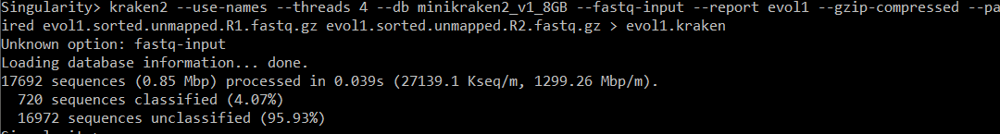 Singularity> kraken2 --use-names --threads 4 --db minikraken2_v1_8GB --fastq-input --report evol1 --gzip-compressed --pa
ired evol1.sorted.unmapped.R1.fastq.gz evol1.sorted.unmapped.R2.fastq.gz > evol1.kraken
Unknown option: fastq-input
Loading database information... done.
17692 sequences (0.85 Mbp) processed in 0.039s (27139.1 Kseq/m, 1299.26 Mbp/m).
  720 sequences classified (4.07%)
  16972 sequences unclassified (95.93%)